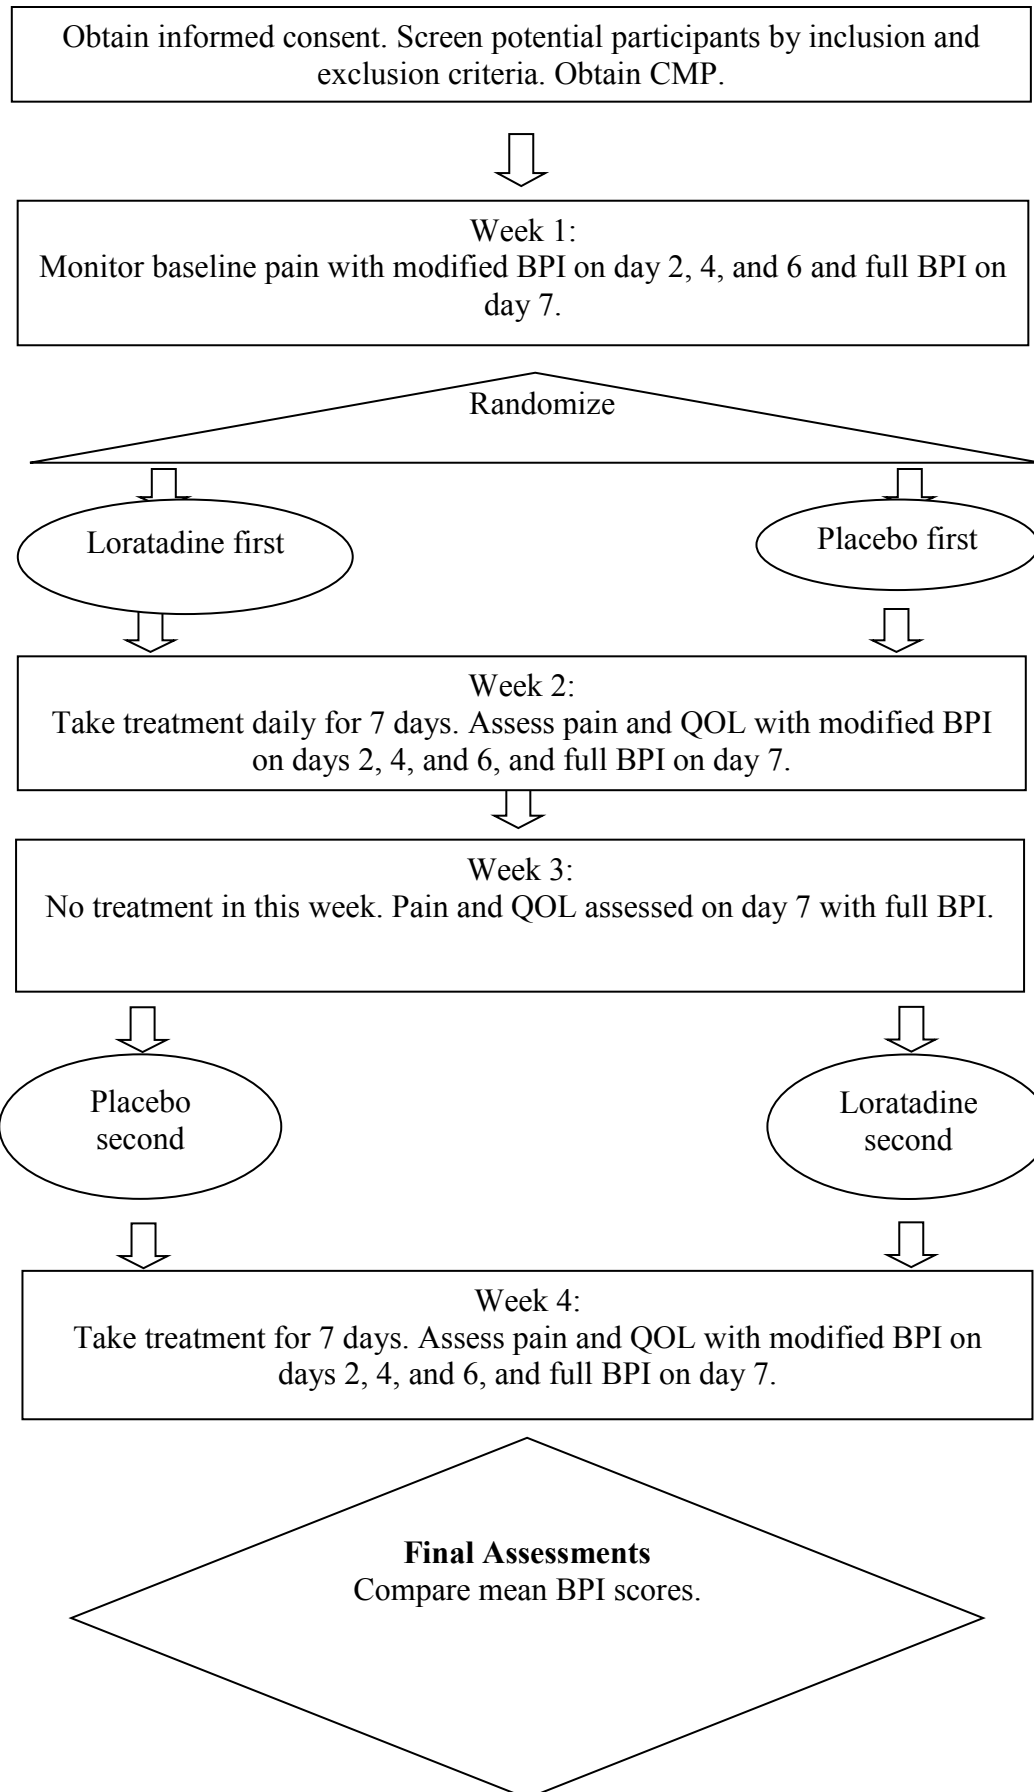 Obtain informed consent. Screen potential participants by inclusion and
exclusion criteria. Obtain CMP.
Week 1:
Monitor baseline pain with modified BPI on day 2, 4, and 6 and full BPI on
day 7.
Randomize
Loratadine first
Placebo first
Week 2:
Take treatment daily for 7 days. Assess pain and QOL with modified BPI
on days 2, 4, and 6, and full BPI on day 7.
Week 3:
No treatment in this week. Pain and QOL assessed on day 7 with full BPI.
Placebo
second
Loratadine
second
Week 4:
Take treatment for 7 days. Assess pain and QOL with modified BPI on
days 2, 4, and 6, and full BPI on day 7.
Final Assessments
Compare mean BPI scores.